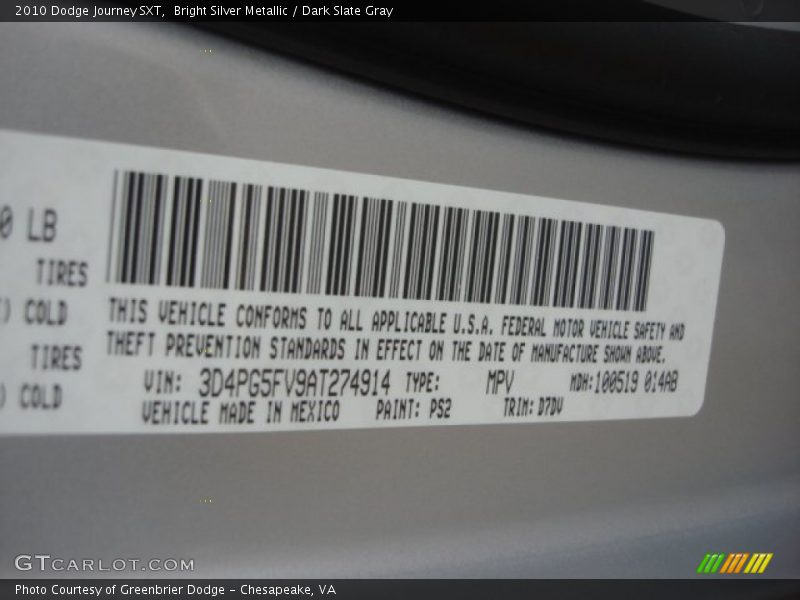 2010 Dodge Journey SXT, Bright Silver Metallic / Dark Slate Gray
0 LB
TIRES
) COLD
TIRES
) COLD
THIS VEHICLE CONFORMS TO ALL APPLICABLE U.S.A. FEDERAL MOTOR VEHICLE SAFETY AND
THEFT PREVENTION STANDARDS IN EFFECT ON THE DATE OF MANUFACTURE SHOWN ABOVE.
VIN: 3D4PG5FV9AT274914 TYPE: MPV MDH:100519 014AB
VEHICLE MADE IN MEXICO PAINT: PS2 TRIM: D7DV
GTCARLOT.COM
Photo Courtesy of Greenbrier Dodge - Chesapeake, VA